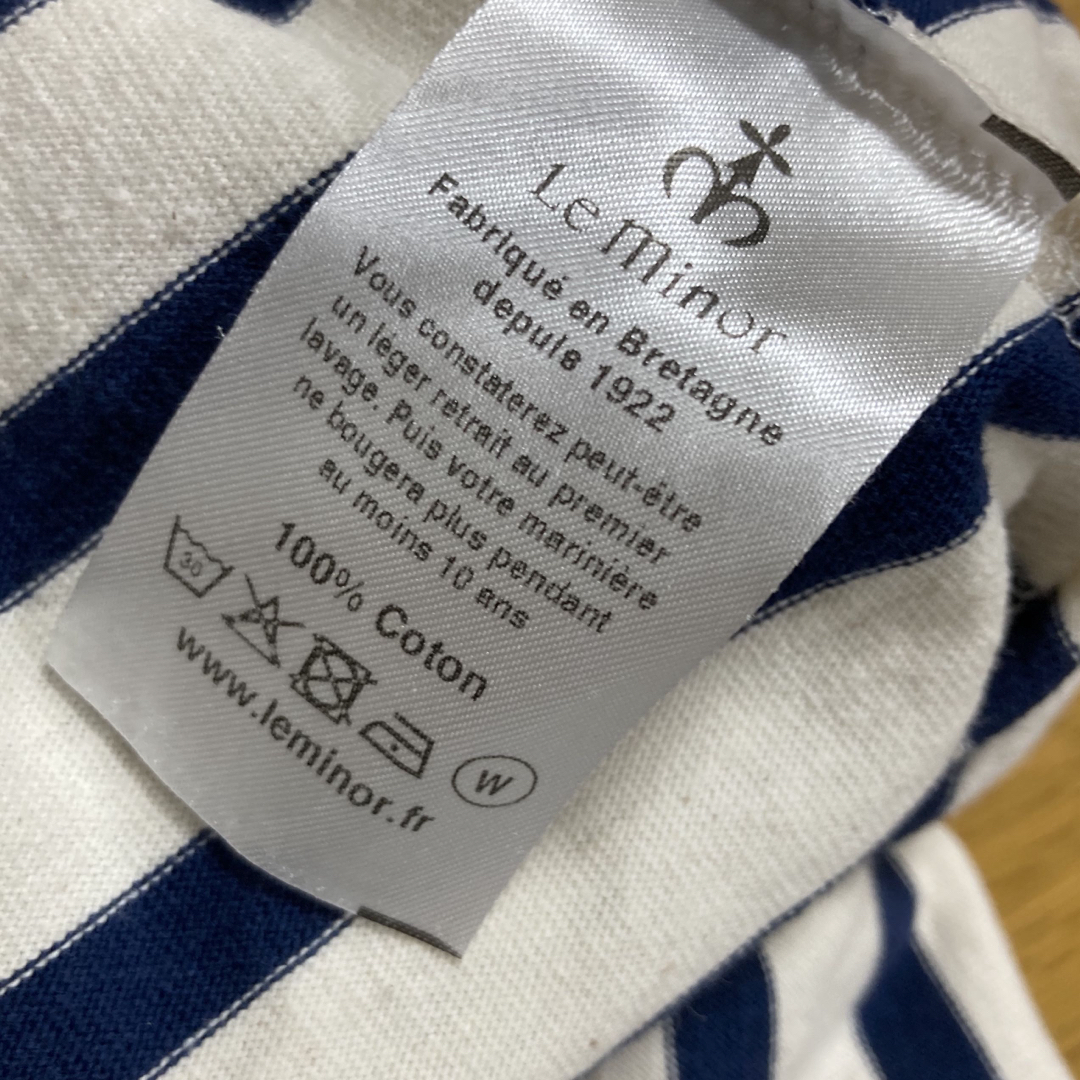 Le Minor
Fabriqué en Bretagne
depuis 1922
Vous constaterez peut-être
un léger retrait au premier
lavage. Puis votre marinière
ne bougera plus pendant
au moins 10 ans
100% Coton
30
W
www.leminor.fr